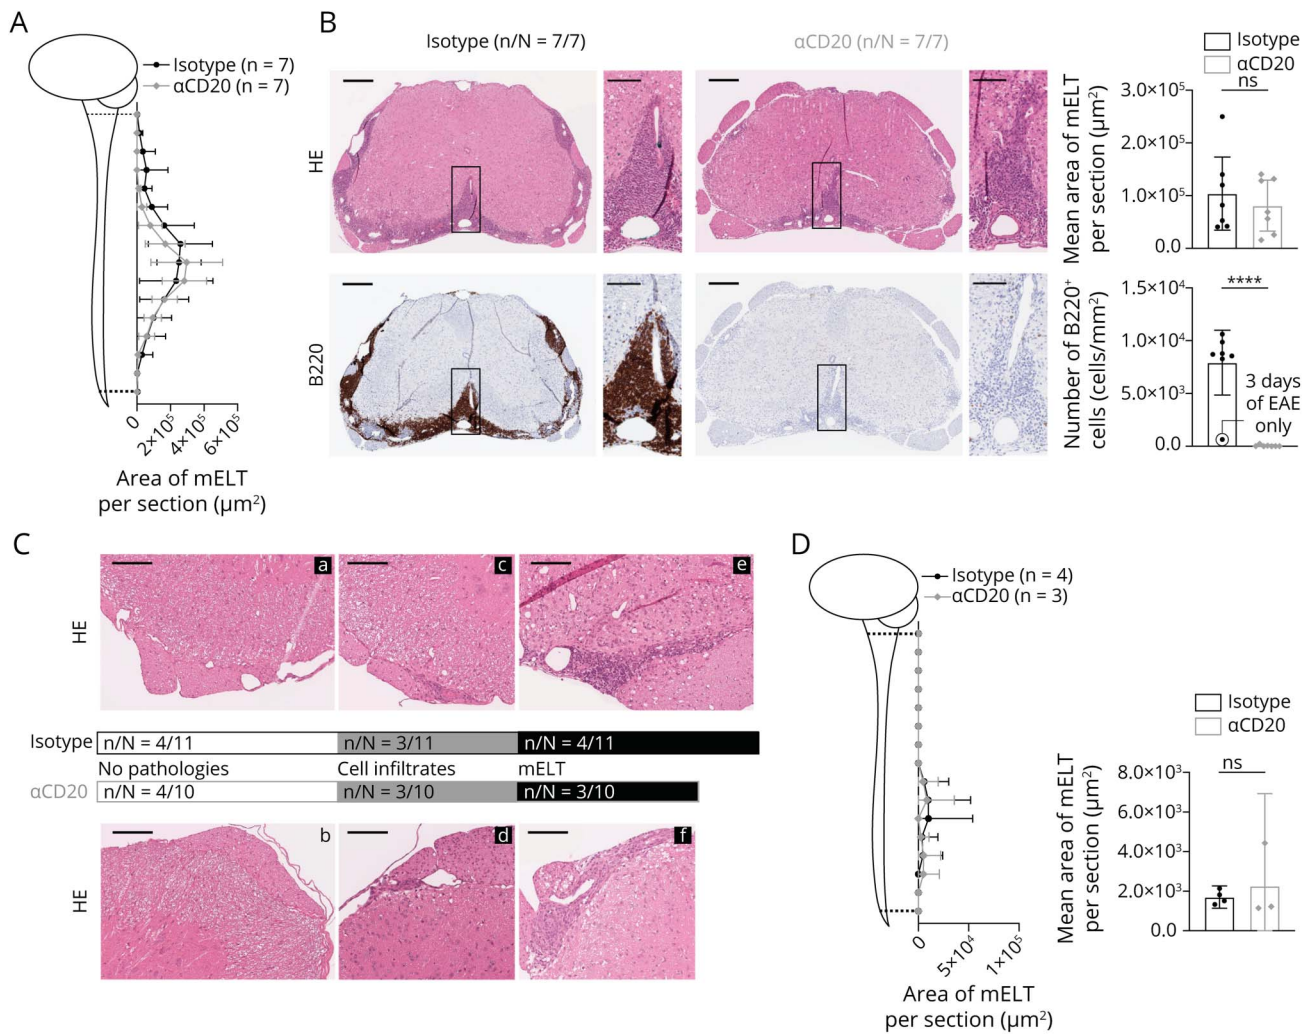 A
Isotype (n = 7)
αCD20 (n = 7)
0
2×10⁵
4×10⁵
6×10⁵
Area of mELT
per section (μm²)
B
Isotype (n/N = 7/7)
αCD20 (n/N = 7/7)
HE
B220
Isotype
αCD20
ns
3.0×10⁵
2.0×10⁵
1.0×10⁵
0.0
Mean area of mELT
per section (μm²)
****
1.5×10⁴
1.0×10⁴
5.0×10³
0.0
3 days
of EAE
only
Number of B220⁺
cells (cells/mm²)
C
HE
a
c
e
Isotype
n/N = 4/11
n/N = 3/11
n/N = 4/11
No pathologies
Cell infiltrates
mELT
αCD20
n/N = 4/10
n/N = 3/10
n/N = 3/10
HE
b
d
f
D
Isotype (n = 4)
αCD20 (n = 3)
0
5×10⁴
1×10⁵
Area of mELT
per section (μm²)
Isotype
αCD20
ns
8.0×10³
6.0×10³
4.0×10³
2.0×10³
0.0
Mean area of mELT
per section (μm²)